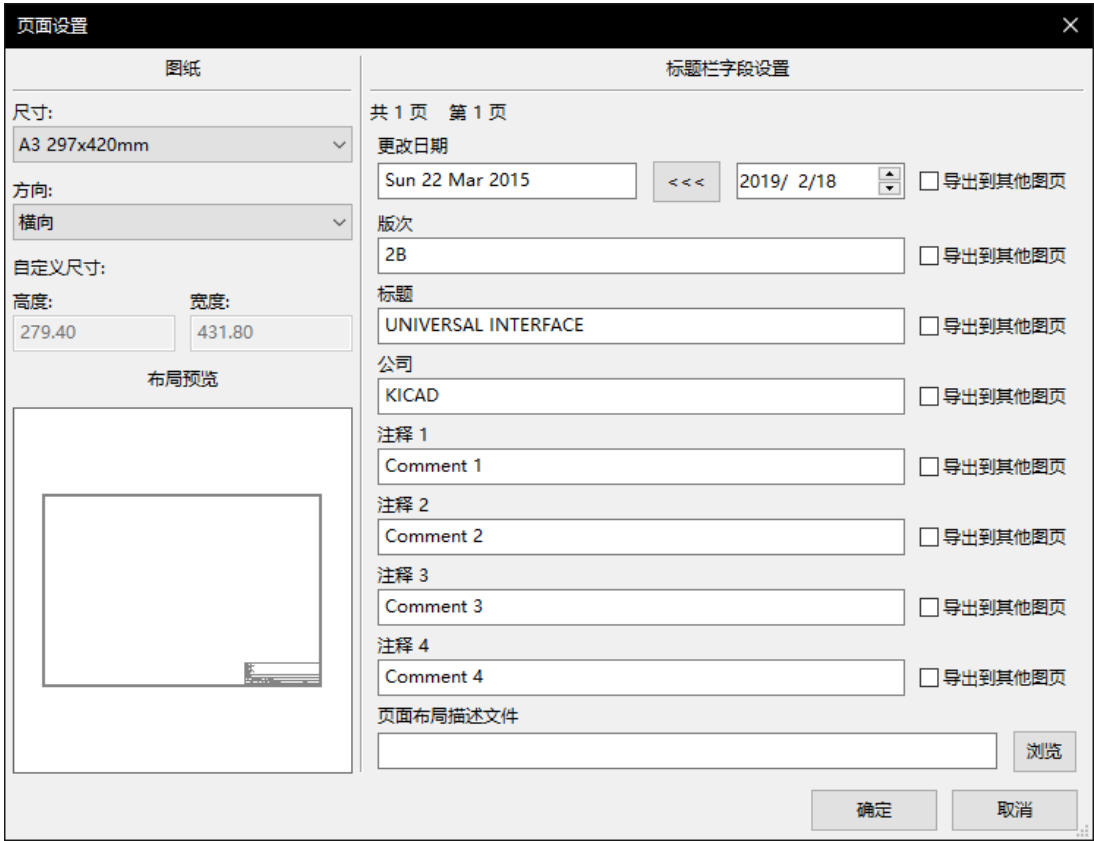 页面设置
图纸
尺寸:
A3 297x420mm
方向:
横向
自定义尺寸:
高度: 宽度:
279.40 431.80
布局预览
标题栏字段设置
共 1 页 第 1 页
更改日期
Sun 22 Mar 2015 <<< 2019/ 2/18 导出到其他图页
版次
2B 导出到其他图页
标题
UNIVERSAL INTERFACE 导出到其他图页
公司
KICAD 导出到其他图页
注释 1
Comment 1 导出到其他图页
注释 2
Comment 2 导出到其他图页
注释 3
Comment 3 导出到其他图页
注释 4
Comment 4 导出到其他图页
页面布局描述文件
浏览
确定 取消